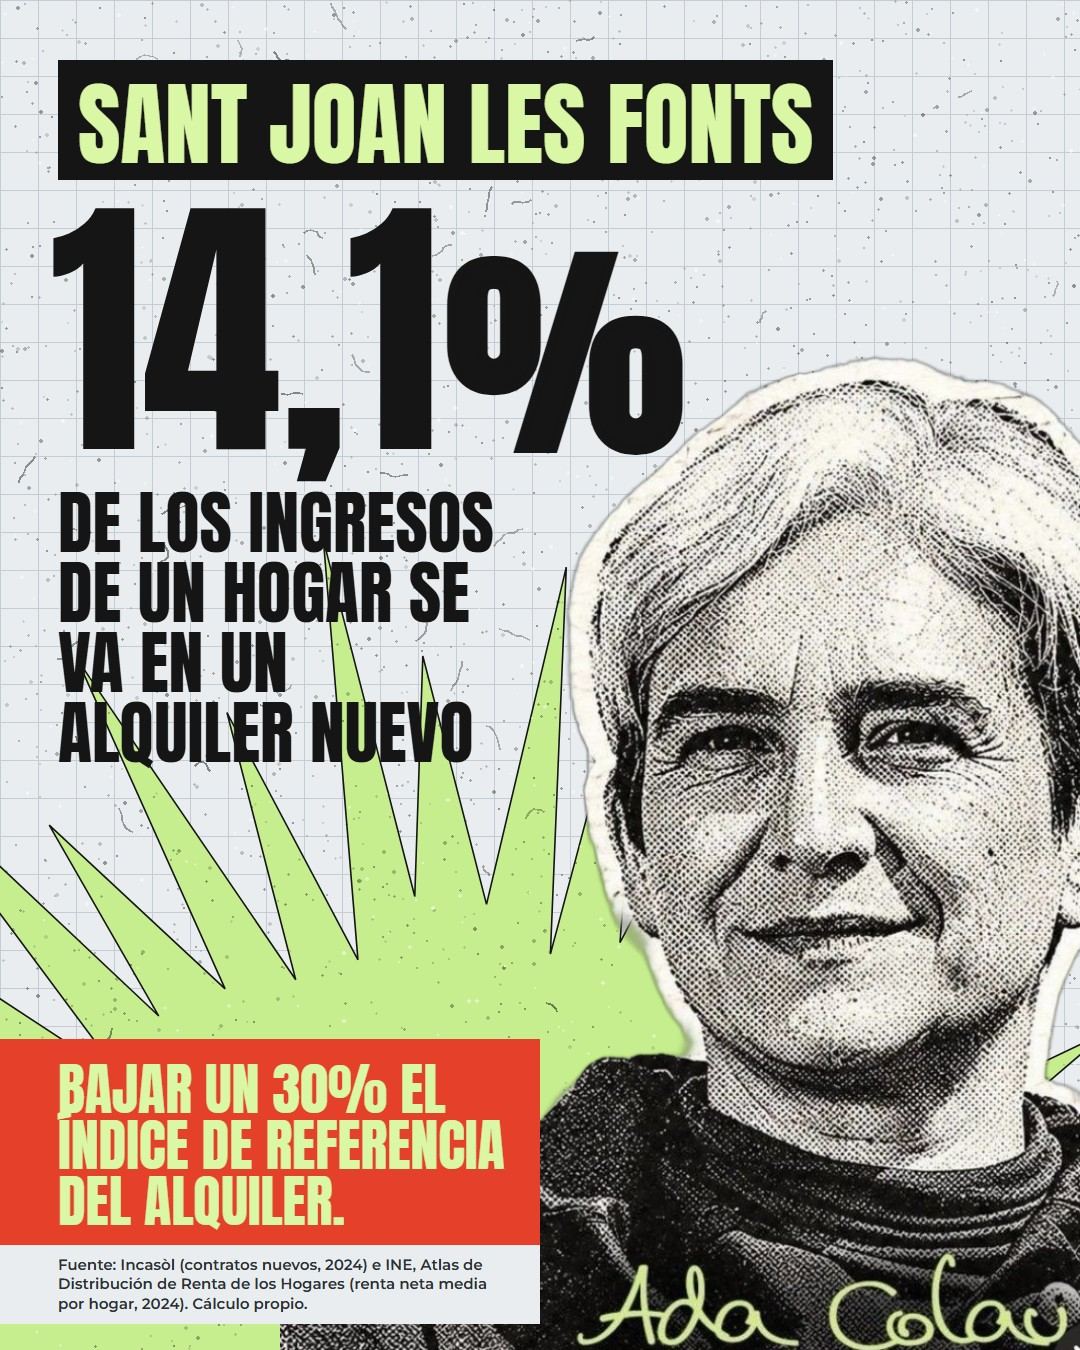 SANT JOAN LES FONTS
14,1%
DE LOS INGRESOS
DE UN HOGAR SE
VA EN UN
ALQUILER NUEVO
BAJAR UN 30% EL
ÍNDICE DE REFERENCIA
DEL ALQUILER.
Fuente: Incasòl (contratos nuevos, 2024) e INE, Atlas de
Distribución de Renta de los Hogares (renta neta media
por hogar, 2024). Cálculo propio.
Ada Colau